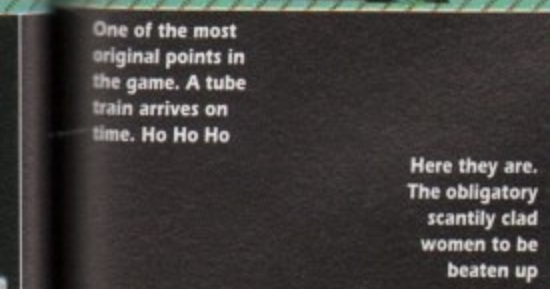 One of the most
original points in
the game. A tube
train arrives on
time. Ho Ho Ho
Here they are.
The obligatory
scantily clad
women to be
beaten up